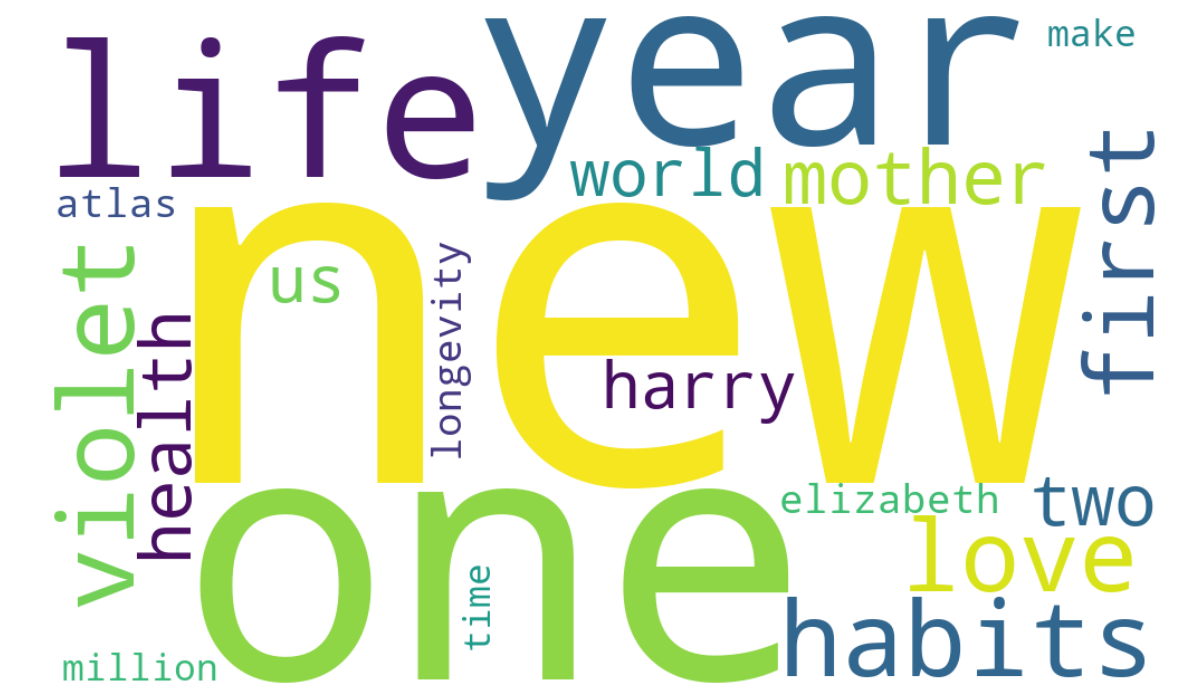 life
year
make
world
mother
first
atlas
new
us
longevity
violet
health
harry
elizabeth
two
one
love
time
habits
million